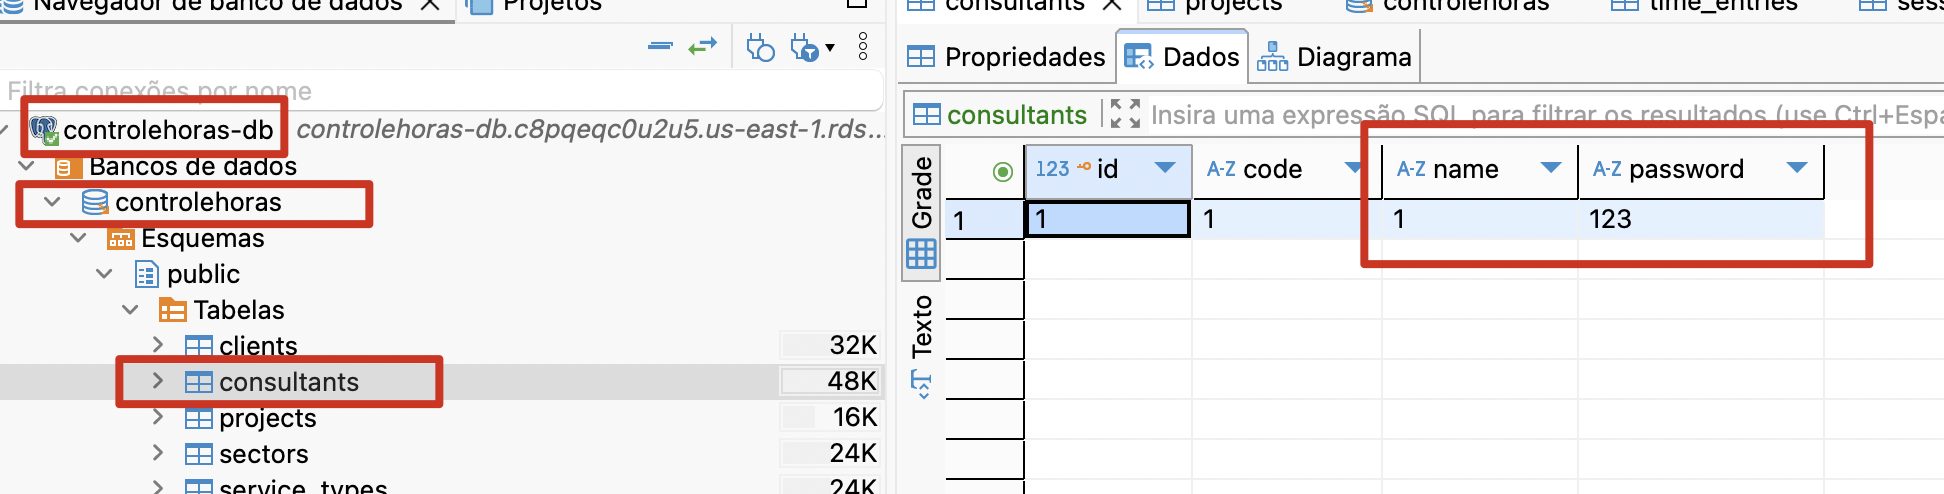 Navegador de banco de dados
Projetos
Filtra conexões por nome
controlehoras-db controlehoras-db.c8pqeqc0u2u5.us-east-1.rds...
Bancos de dados
controlehoras
Esquemas
public
Tabelas
clients 32K
consultants 48K
projects 16K
sectors 24K
service_types 24K
consultants
projects
controlehoras
time_entries
Propriedades
Dados
Diagrama
consultants Insira uma expressão SQL para filtrar os resultados (use Ctrl+Espa
Grade
Texto
123 id A-Z code A-Z name A-Z password
1 1 1 1 123